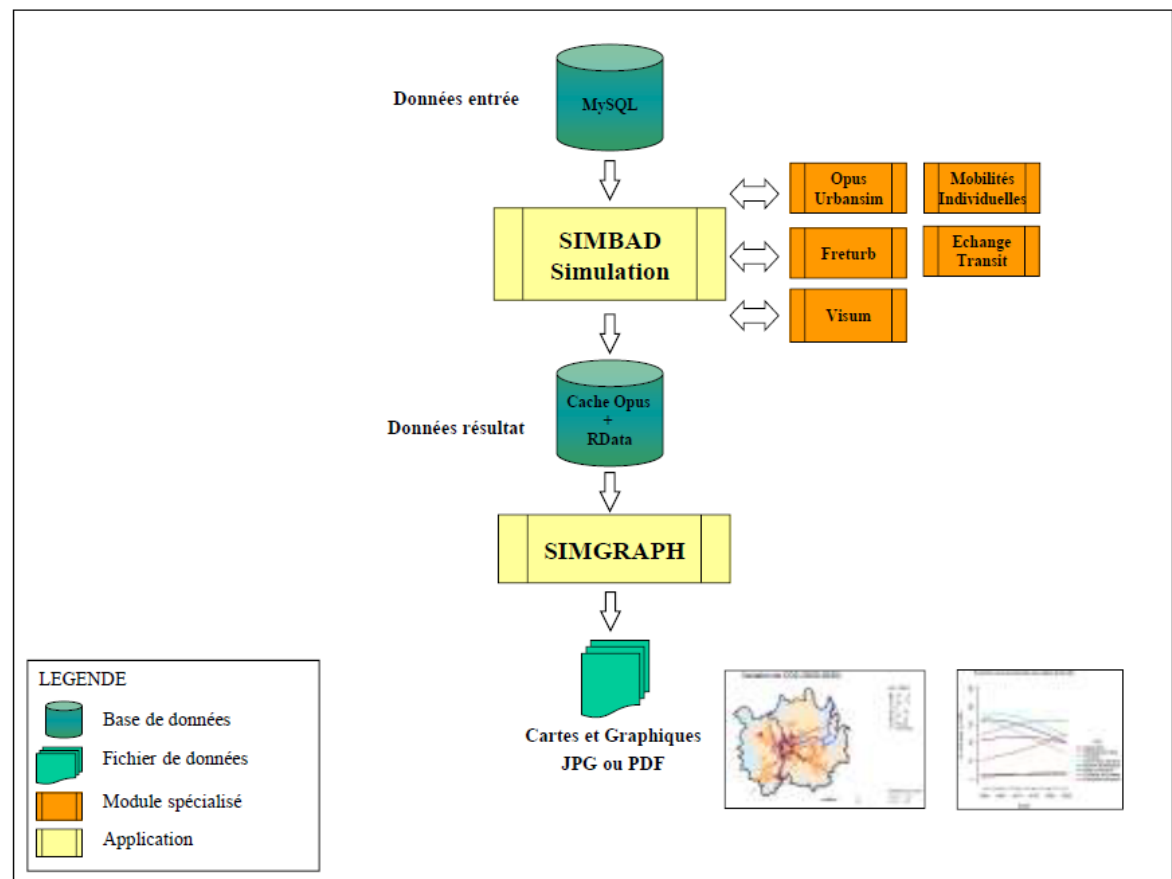 Données entrée
MySQL
Opus
Urbansim
Mobilités
Individuelles
SIMBAD
Simulation
Freturb
Echange
Transit
Visum
Données résultat
Cache Opus
+
RData
SIMGRAPH
Cartes et Graphiques
JPG ou PDF
LEGENDE
Base de données
Fichier de données
Module spécialisé
Application